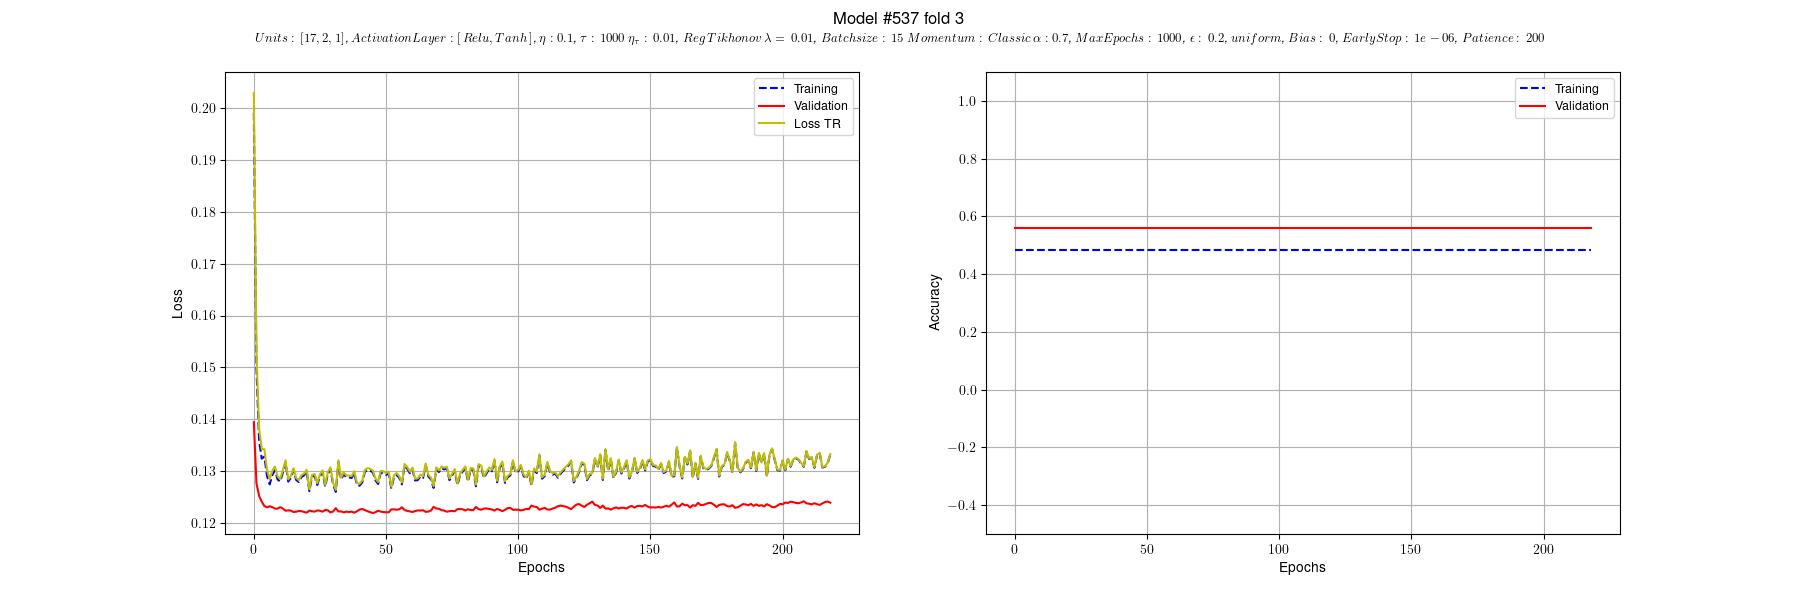 Model #537 fold 3
Units : [17, 2, 1], ActivationLayer : [Relu, Tanh], η : 0.1, τ : 1000 ητ : 0.01, RegTikhonov λ = 0.01, Batchsize : 15 Momentum : Classic α : 0.7, MaxEpochs : 1000, ϵ : 0.2, uniform, Bias : 0, EarlyStop : 1e − 06, Patience : 200
Loss
0.20
0.19
0.18
0.17
0.16
0.15
0.14
0.13
0.12
0 50 100 150 200
Epochs
Training
Validation
Loss TR
Accuracy
1.0
0.8
0.6
0.4
0.2
0.0
−0.2
−0.4
0 50 100 150 200
Epochs
Training
Validation